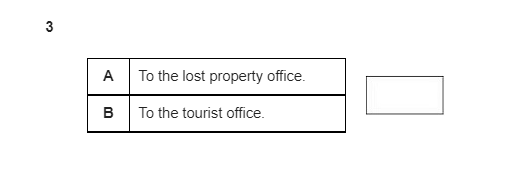 3
A To the lost property office.
B To the tourist office.